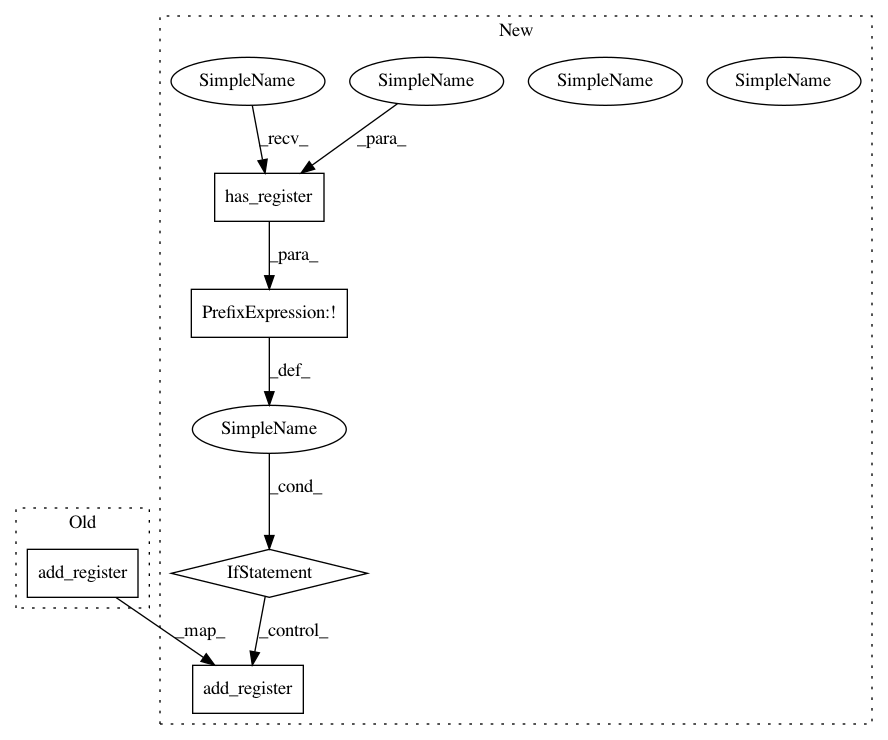 New
SimpleName SimpleName SimpleName SimpleName
_recv_ _para_
has_register
_para_
PrefixExpression:!
_def_
SimpleName
_cond_
Old
add_register
IfStatement
_map_ _control_
add_register